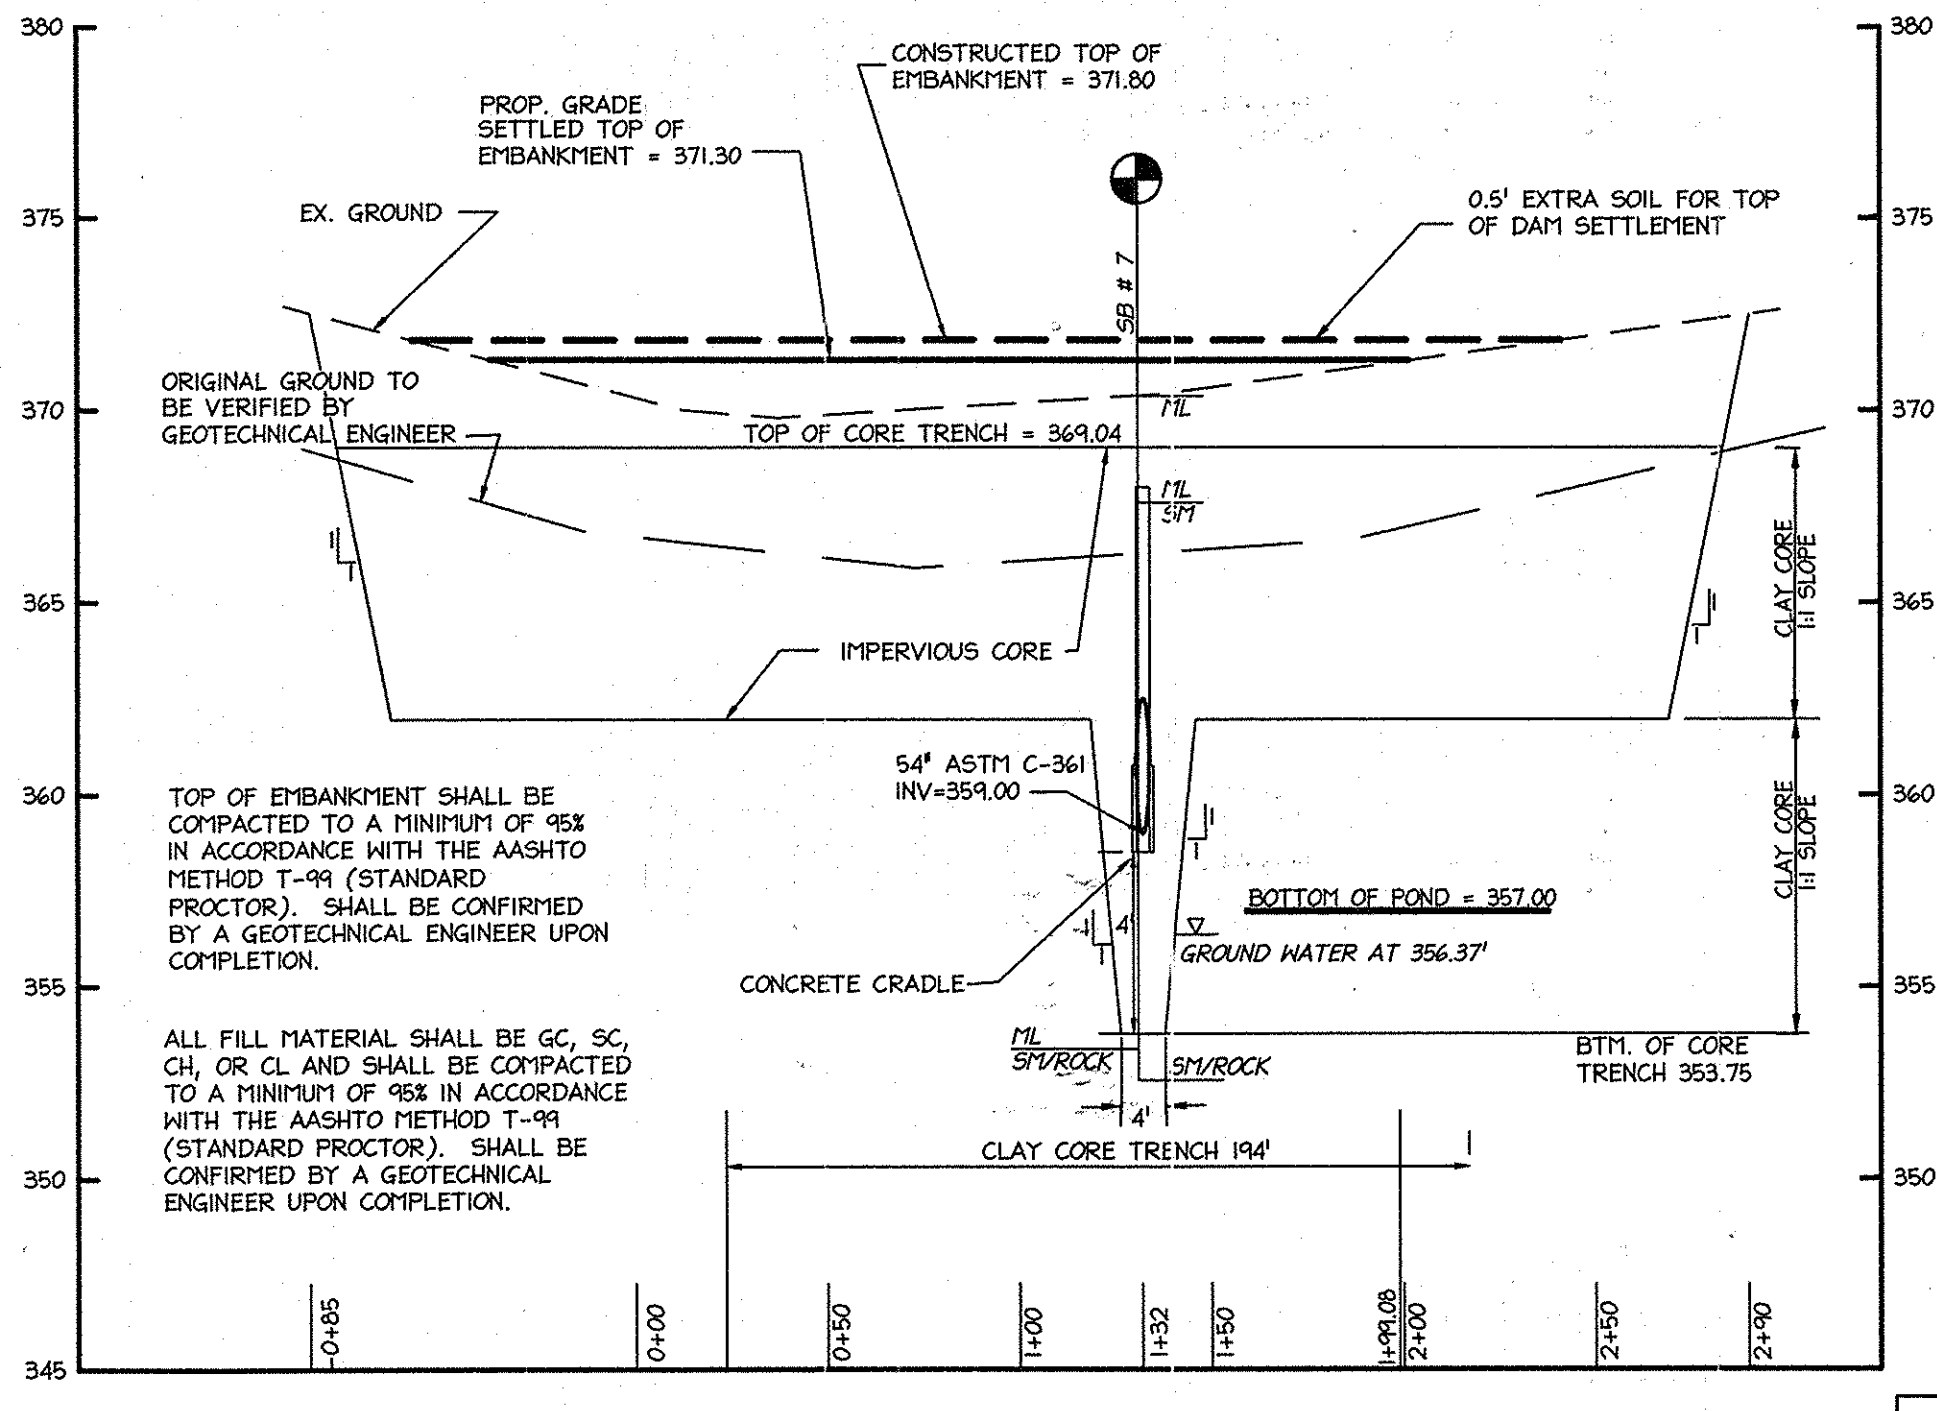 380
380
CONSTRUCTED TOP OF
EMBANKMENT = 371.80
PROP. GRADE
SETTLED TOP OF
EMBANKMENT = 371.30
EX. GROUND
0.5' EXTRA SOIL FOR TOP
OF DAM SETTLEMENT
375
375
SB # 7
ORIGINAL GROUND TO
BE VERIFIED BY
GEOTECHNICAL ENGINEER
370
370
ML
TOP OF CORE TRENCH = 369.04
ML
SM
1
1
CLAY CORE
1:1 SLOPE
365
365
1
1
IMPERVIOUS CORE
54" ASTM C-361
INV=359.00
360
360
TOP OF EMBANKMENT SHALL BE
COMPACTED TO A MINIMUM OF 95%
IN ACCORDANCE WITH THE AASHTO
METHOD T-99 (STANDARD
PROCTOR). SHALL BE CONFIRMED
BY A GEOTECHNICAL ENGINEER UPON
COMPLETION.
1
1
CLAY CORE
1:1 SLOPE
BOTTOM OF POND = 357.00
1
1
4'
GROUND WATER AT 356.37'
CONCRETE CRADLE
355
355
ALL FILL MATERIAL SHALL BE GC, SC,
CH, OR CL AND SHALL BE COMPACTED
TO A MINIMUM OF 95% IN ACCORDANCE
WITH THE AASHTO METHOD T-99
(STANDARD PROCTOR). SHALL BE
CONFIRMED BY A GEOTECHNICAL
ENGINEER UPON COMPLETION.
ML
SM/ROCK
SM/ROCK
BTM. OF CORE
TRENCH 353.75
4'
CLAY CORE TRENCH 194'
350
350
-0+85
0+00
0+50
1+00
1+32
1+50
1+99.08
2+00
2+50
2+90
345